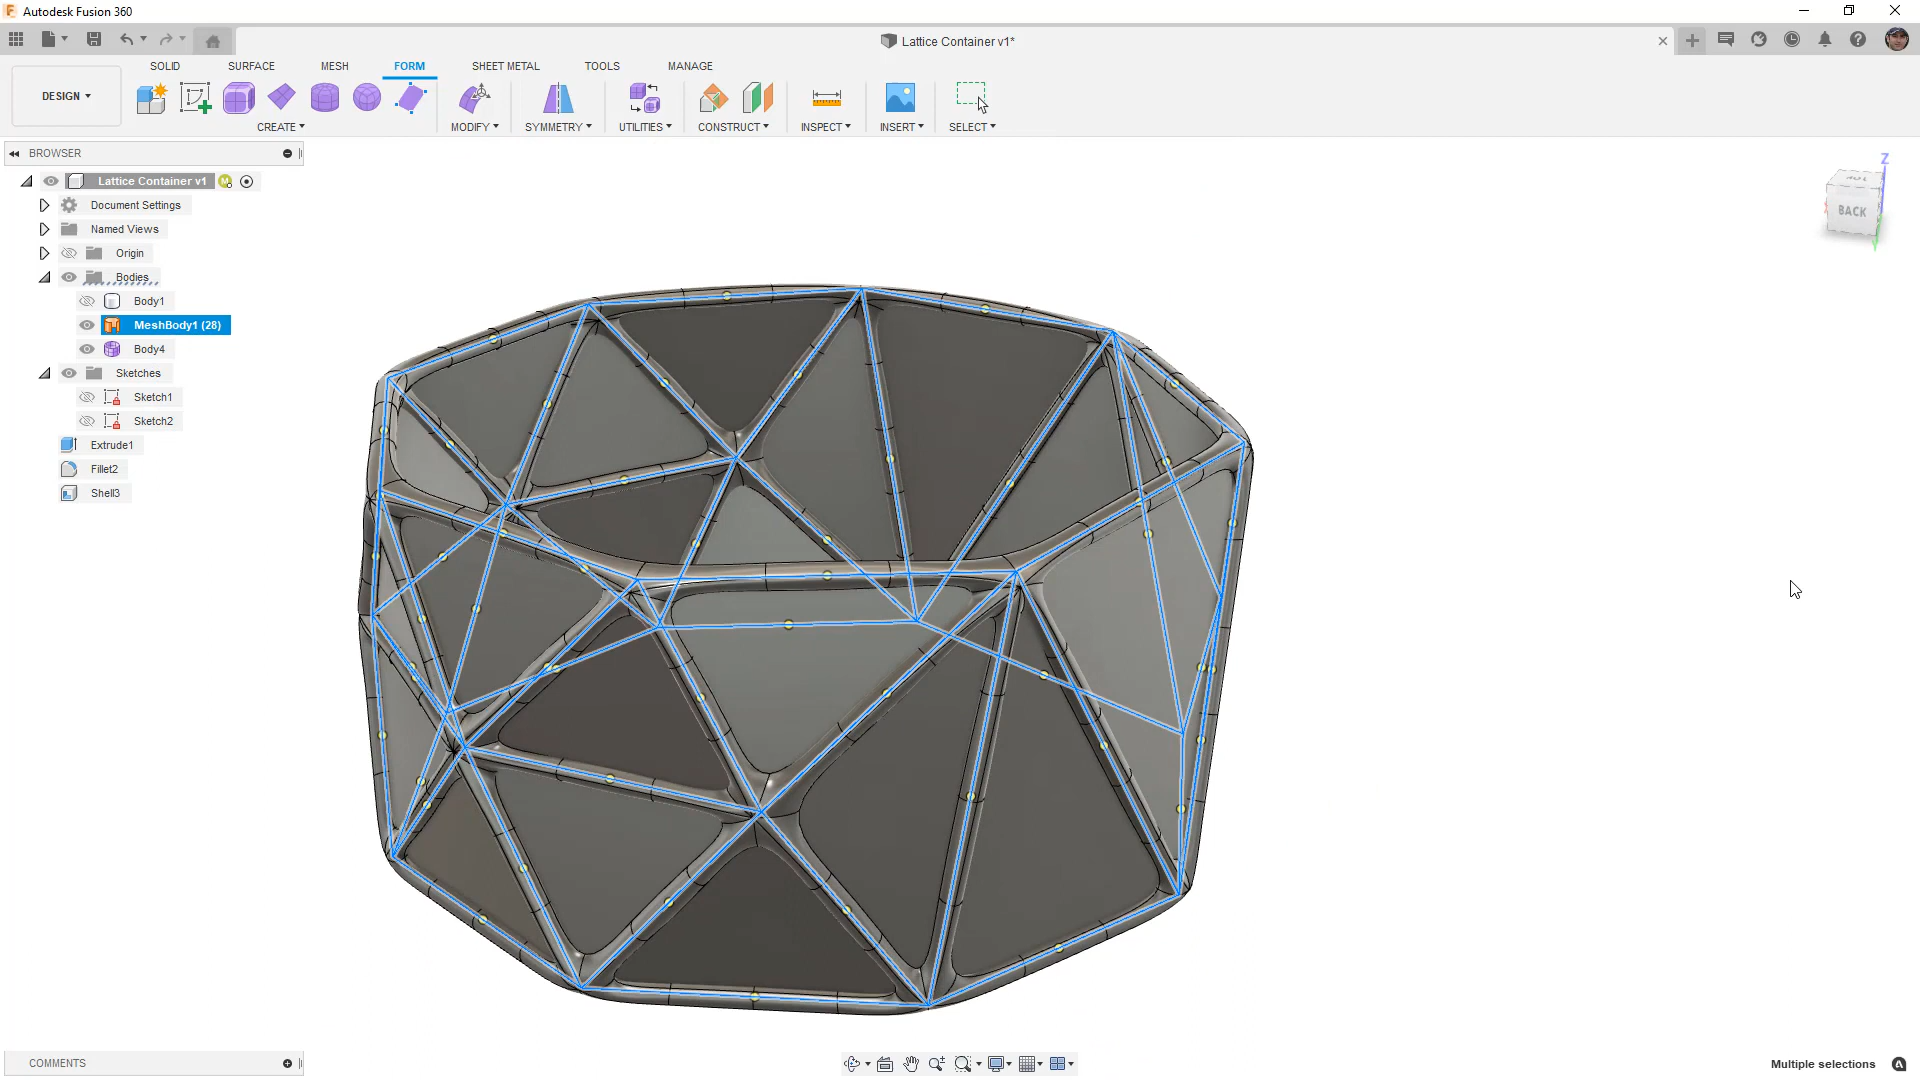 Autodesk Fusion 360
Lattice Container v1*
DESIGN
SOLID
SURFACE
MESH
FORM
SHEET METAL
TOOLS
MANAGE
CREATE
MODIFY
SYMMETRY
UTILITIES
CONSTRUCT
INSPECT
INSERT
SELECT
BROWSER
Lattice Container v1
Document Settings
Named Views
Origin
Bodies
Body1
MeshBody1 (28)
Body4
Sketches
Sketch1
Sketch2
Extrude1
Fillet2
Shell3
Z
TOP
BACK
Y
COMMENTS
Multiple selections